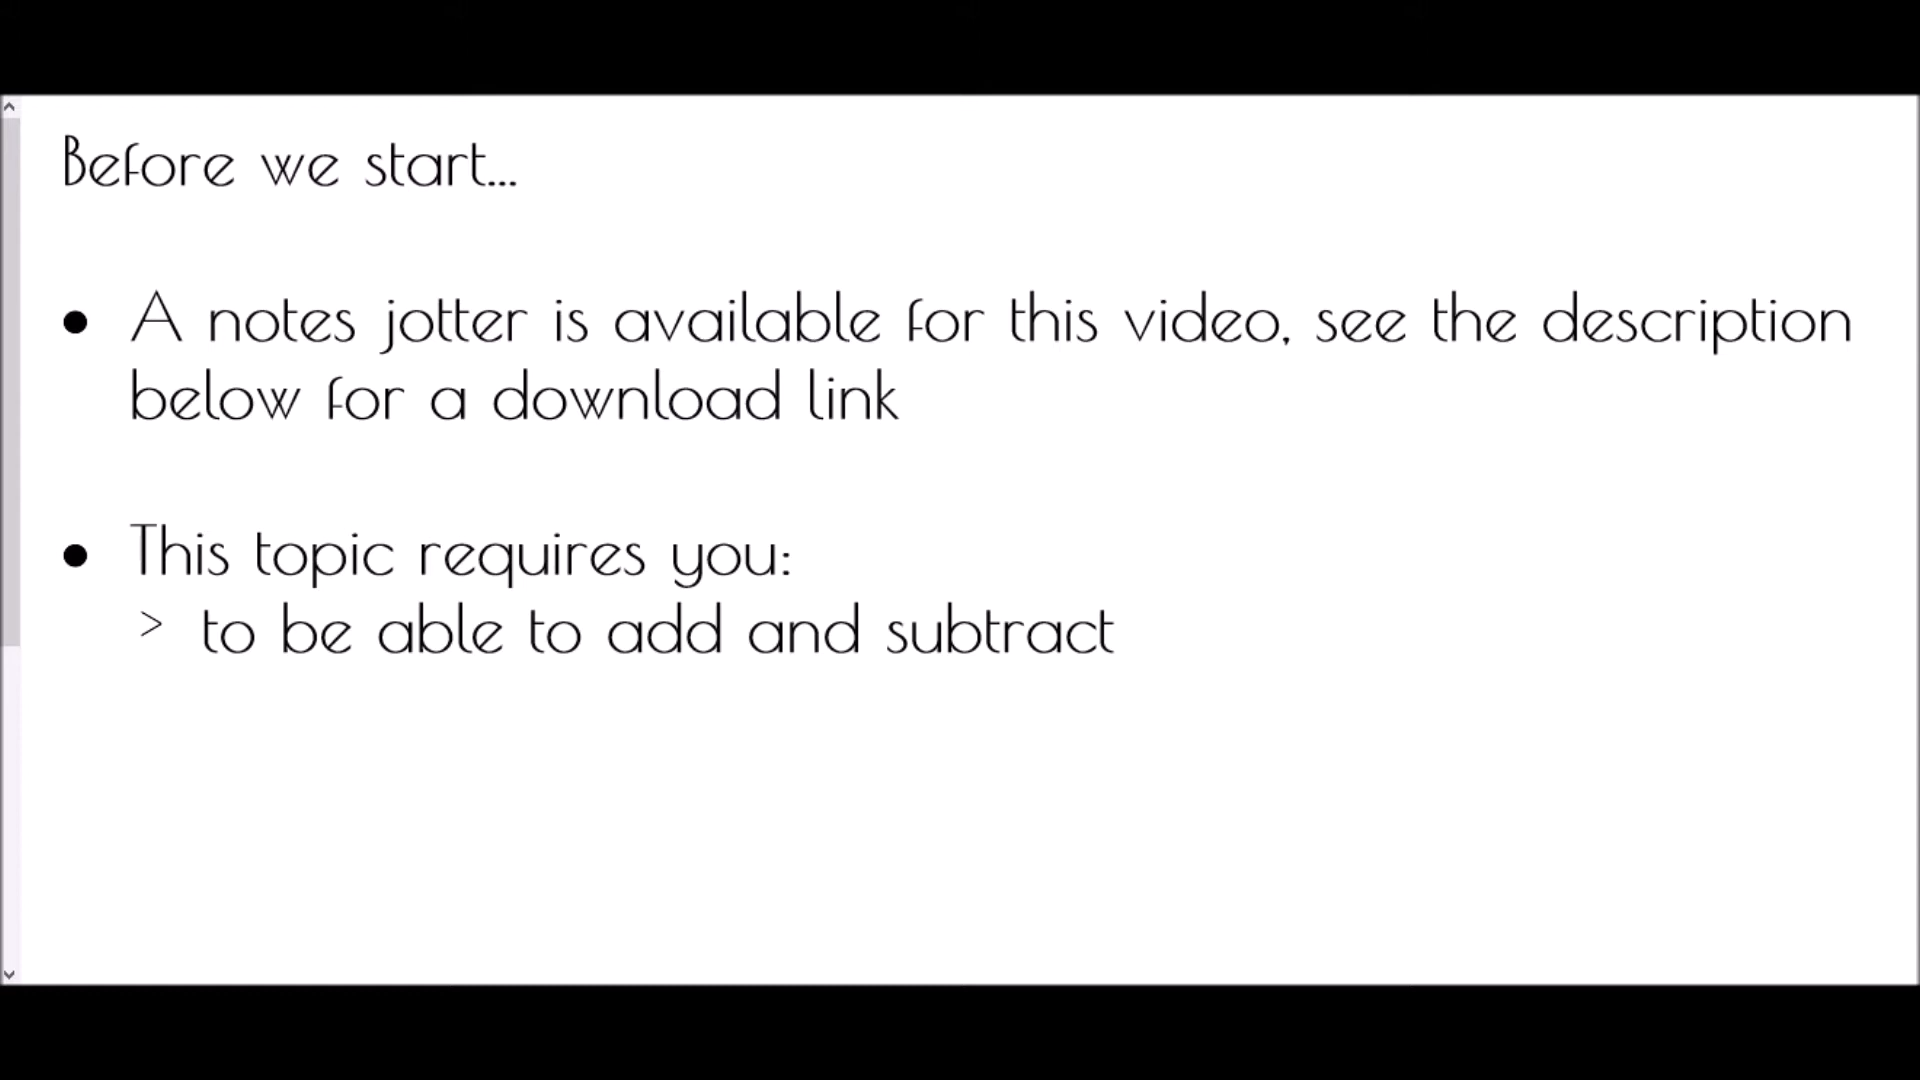 Before we start...
● A notes jotter is available for this video, see the description
below for a download link
● This topic requires you:
> to be able to add and subtract